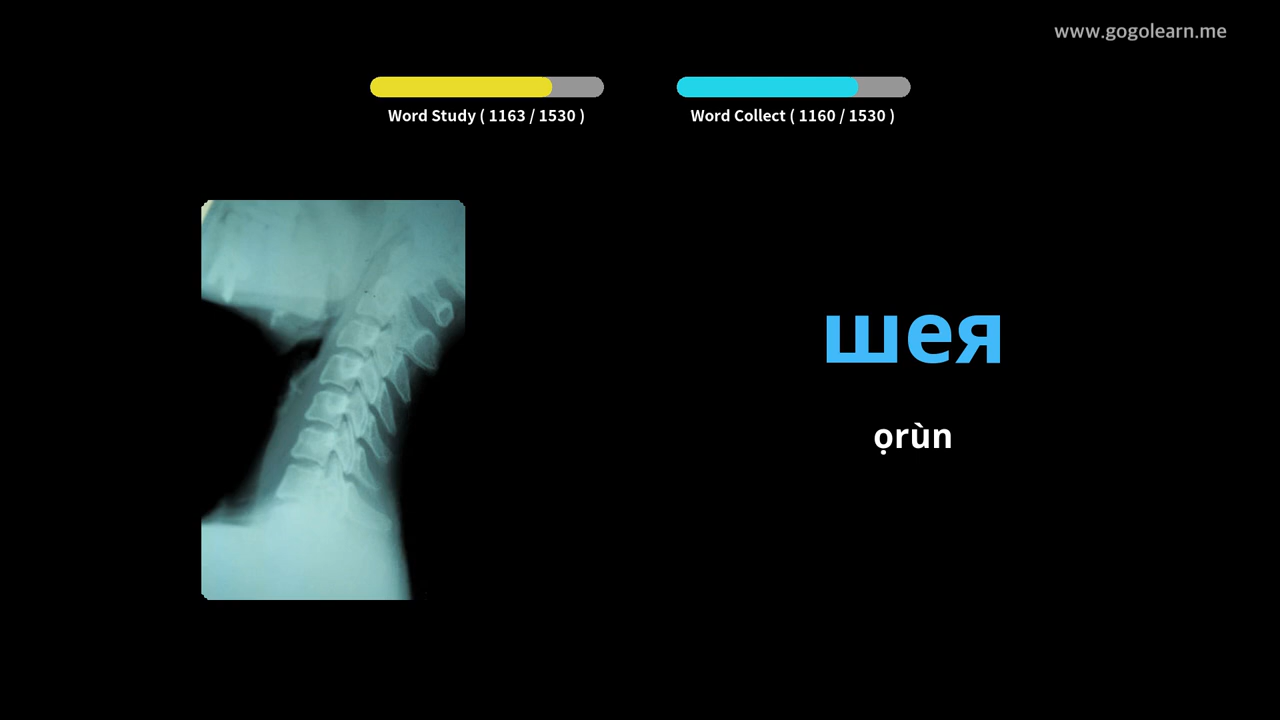 www.gogolearn.me
Word Study ( 1163 / 1530 )
Word Collect ( 1160 / 1530 )
шея
ọrùn